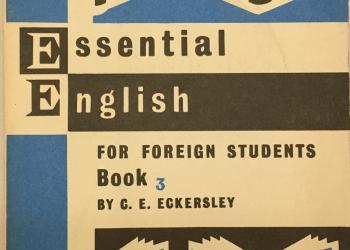 Essential
English
FOR FOREIGN STUDENTS
Book 3
BY C. E. ECKERSLEY